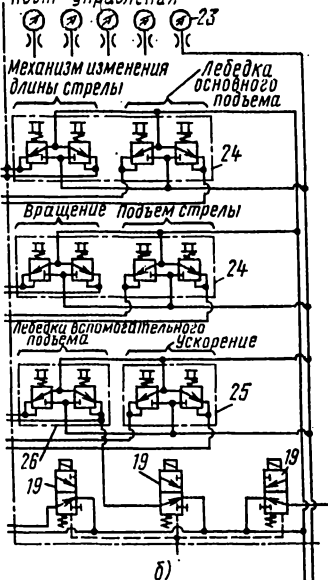 Пост управления
23
Механизм изменения
длины стрелы
Лебедка
основного
подъема
24
Вращение
Подъем стрелы
24
Лебедки вспомогательного
подъема
Ускорение
25
26
19
19
19
б)